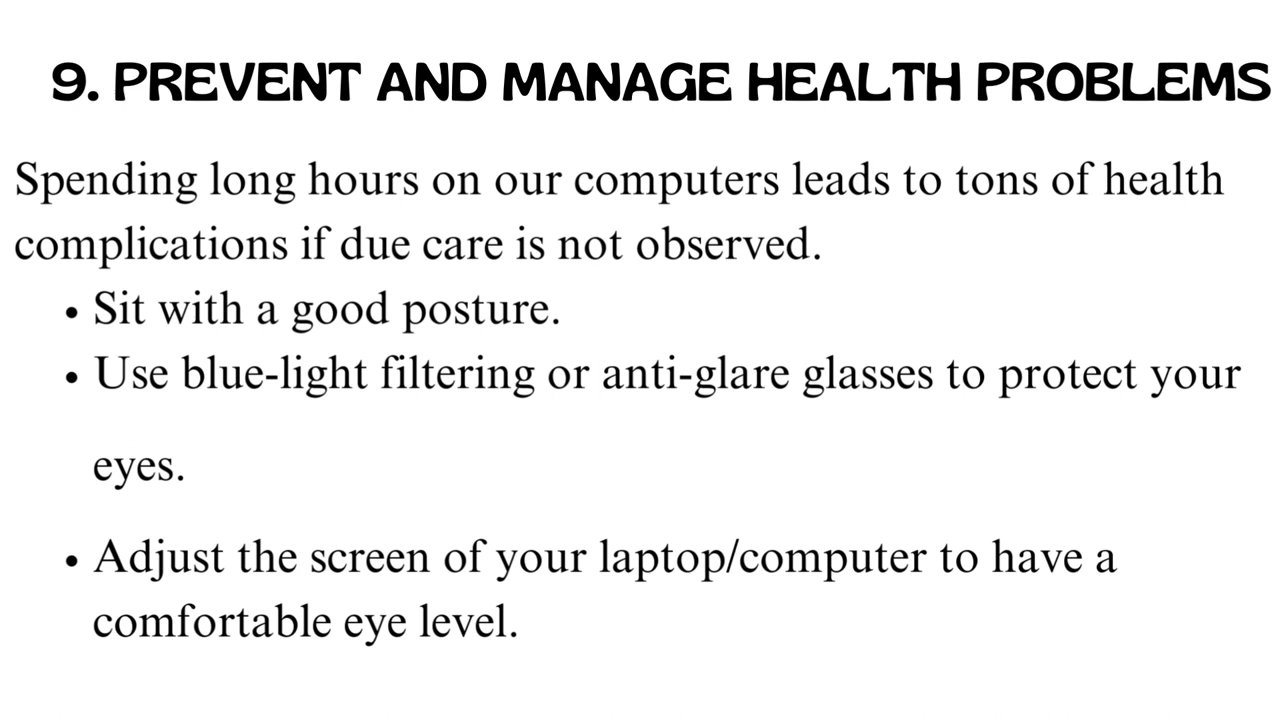 9. PREVENT AND MANAGE HEALTH PROBLEMS
Spending long hours on our computers leads to tons of health
complications if due care is not observed.
• Sit with a good posture.
• Use blue-light filtering or anti-glare glasses to protect your
eyes.
• Adjust the screen of your laptop/computer to have a
comfortable eye level.